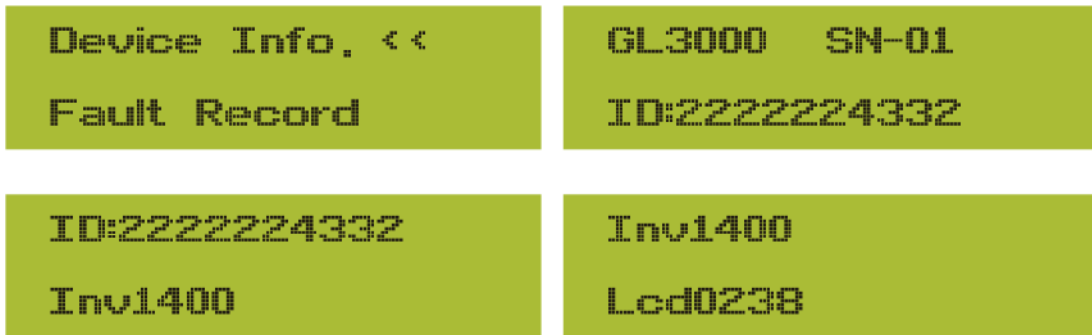 Device Info. <<
Fault Record
GL3000 SN-01
ID:2222224332
ID:2222224332
Inv1400
Inv1400
Lcd0238